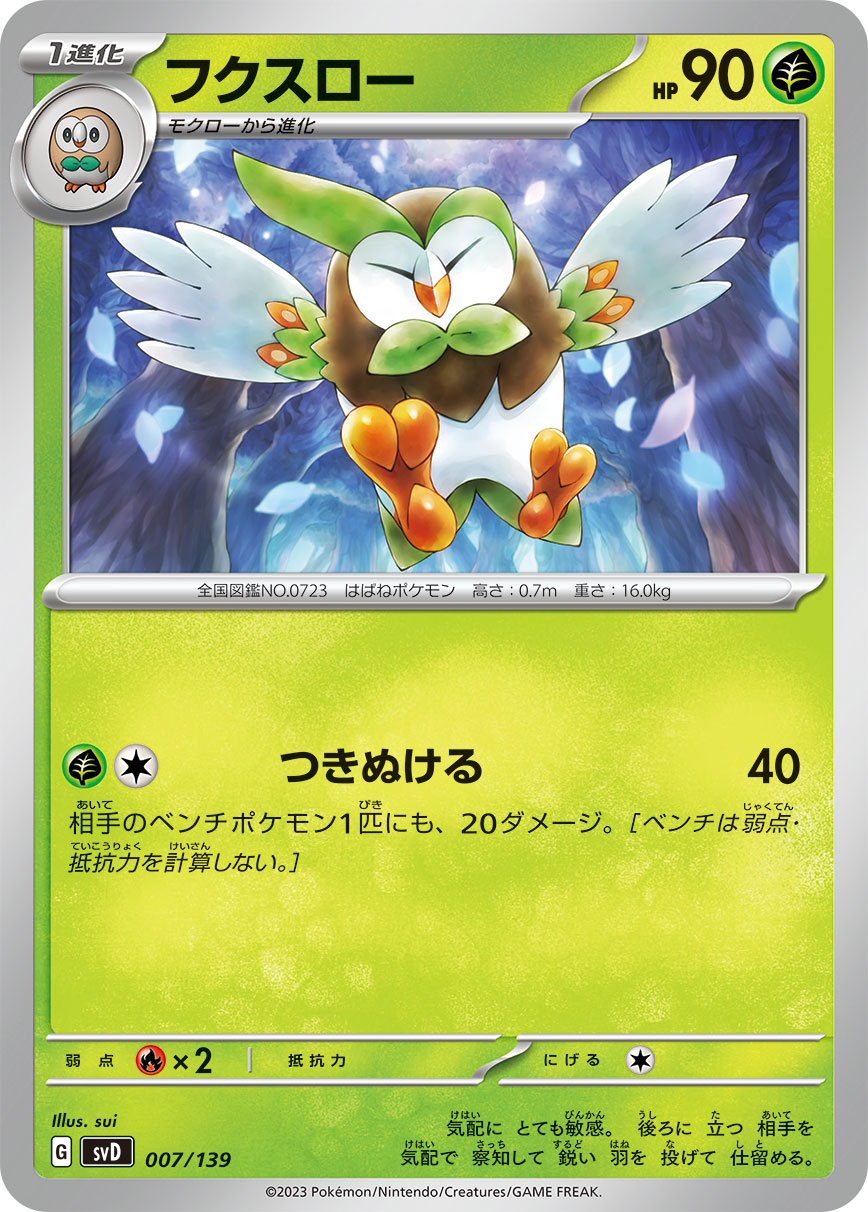 1進化
フクスロー
HP 90
モクローから進化
全国図鑑NO.0723 はばねポケモン 高さ：0.7m 重さ：16.0kg
つきぬける 40
相手のベンチポケモン1匹にも、20ダメージ。［ベンチは弱点・
抵抗力を計算しない。］
弱点 ×2 抵抗力 にげる
Illus. sui
G svD 007/139
気配に とても敏感。 後ろに 立つ 相手を
気配で 察知して 鋭い 羽を 投げて 仕留める。
©2023 Pokémon/Nintendo/Creatures/GAME FREAK.